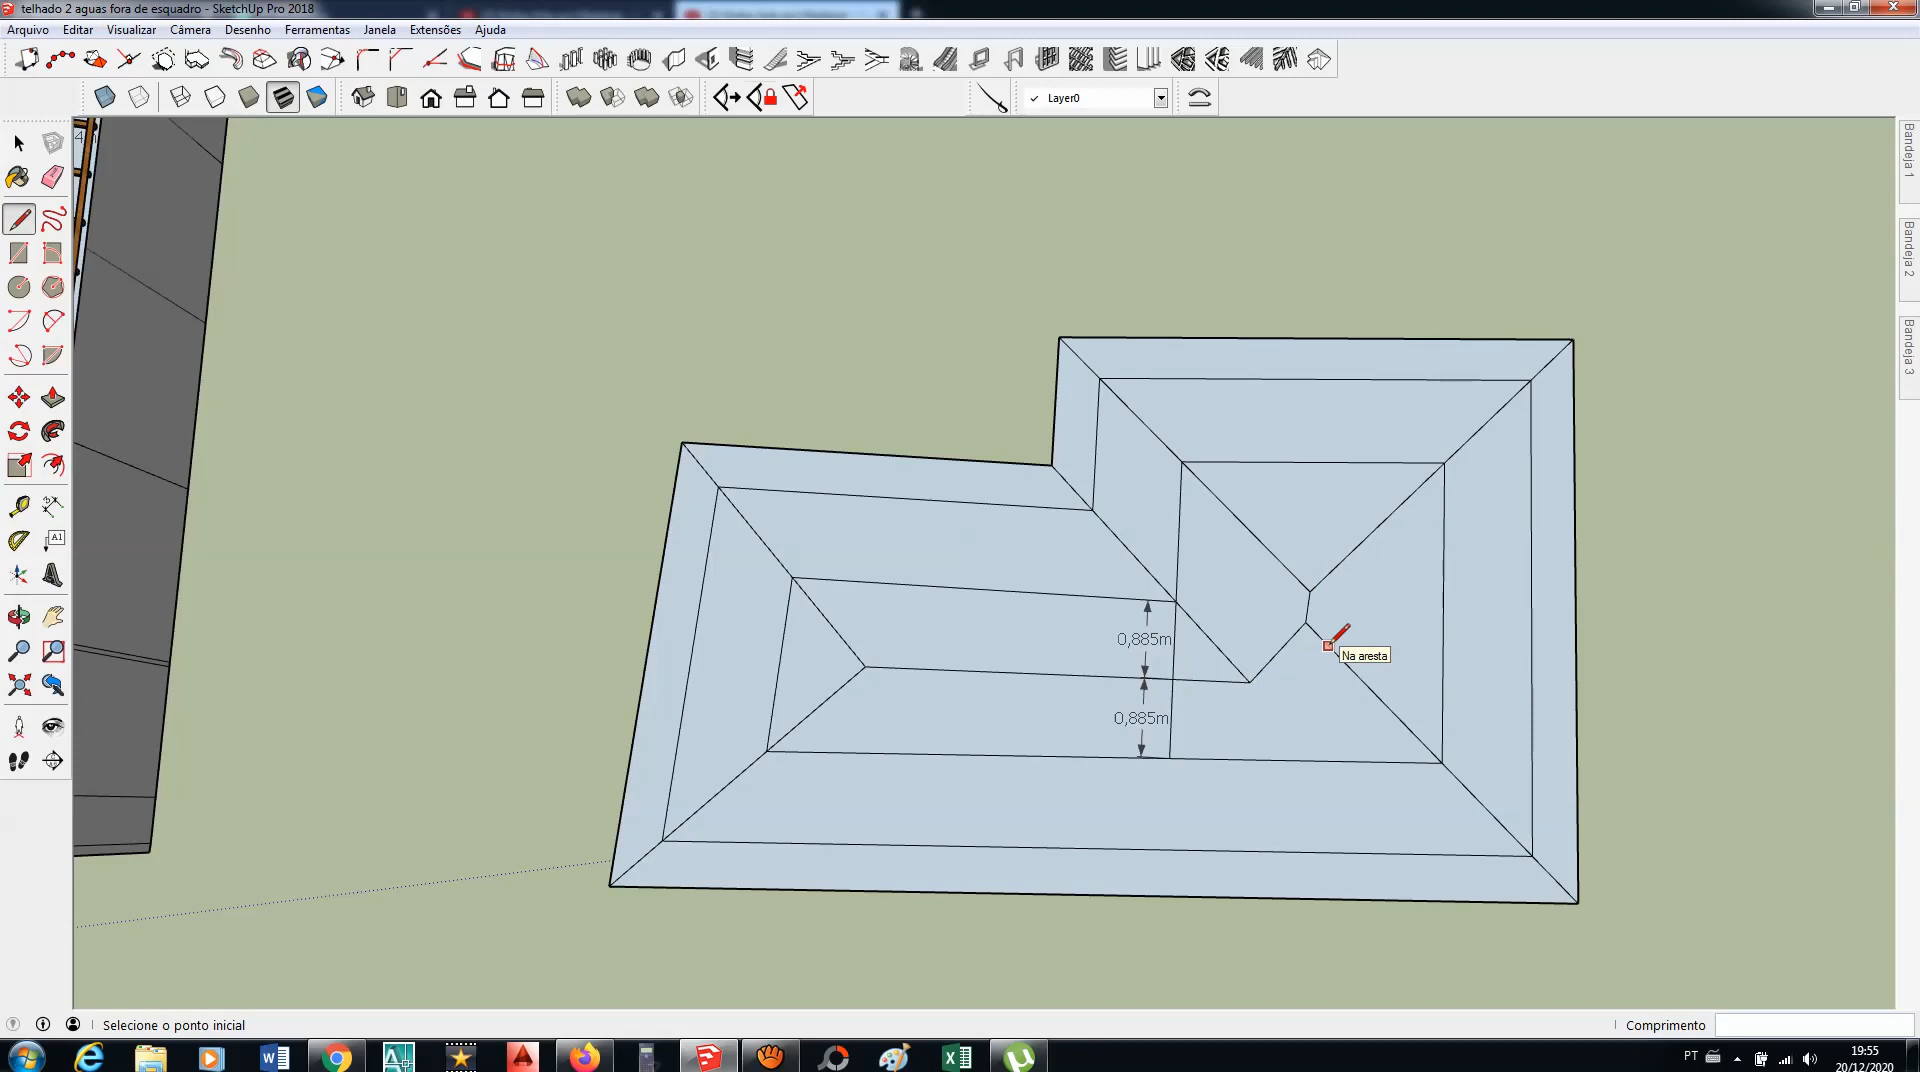 telhado 2 aguas fora de esquadro - SketchUp Pro 2018
Arquivo Editar Visualizar Câmera Desenho Ferramentas Janela Extensões Ajuda
Layer0
Bandeja 1
Bandeja 2
Bandeja 3
A1
0,885m
Na aresta
0,885m
Selecione o ponto inicial
Comprimento
PT
19:55
20/12/2020